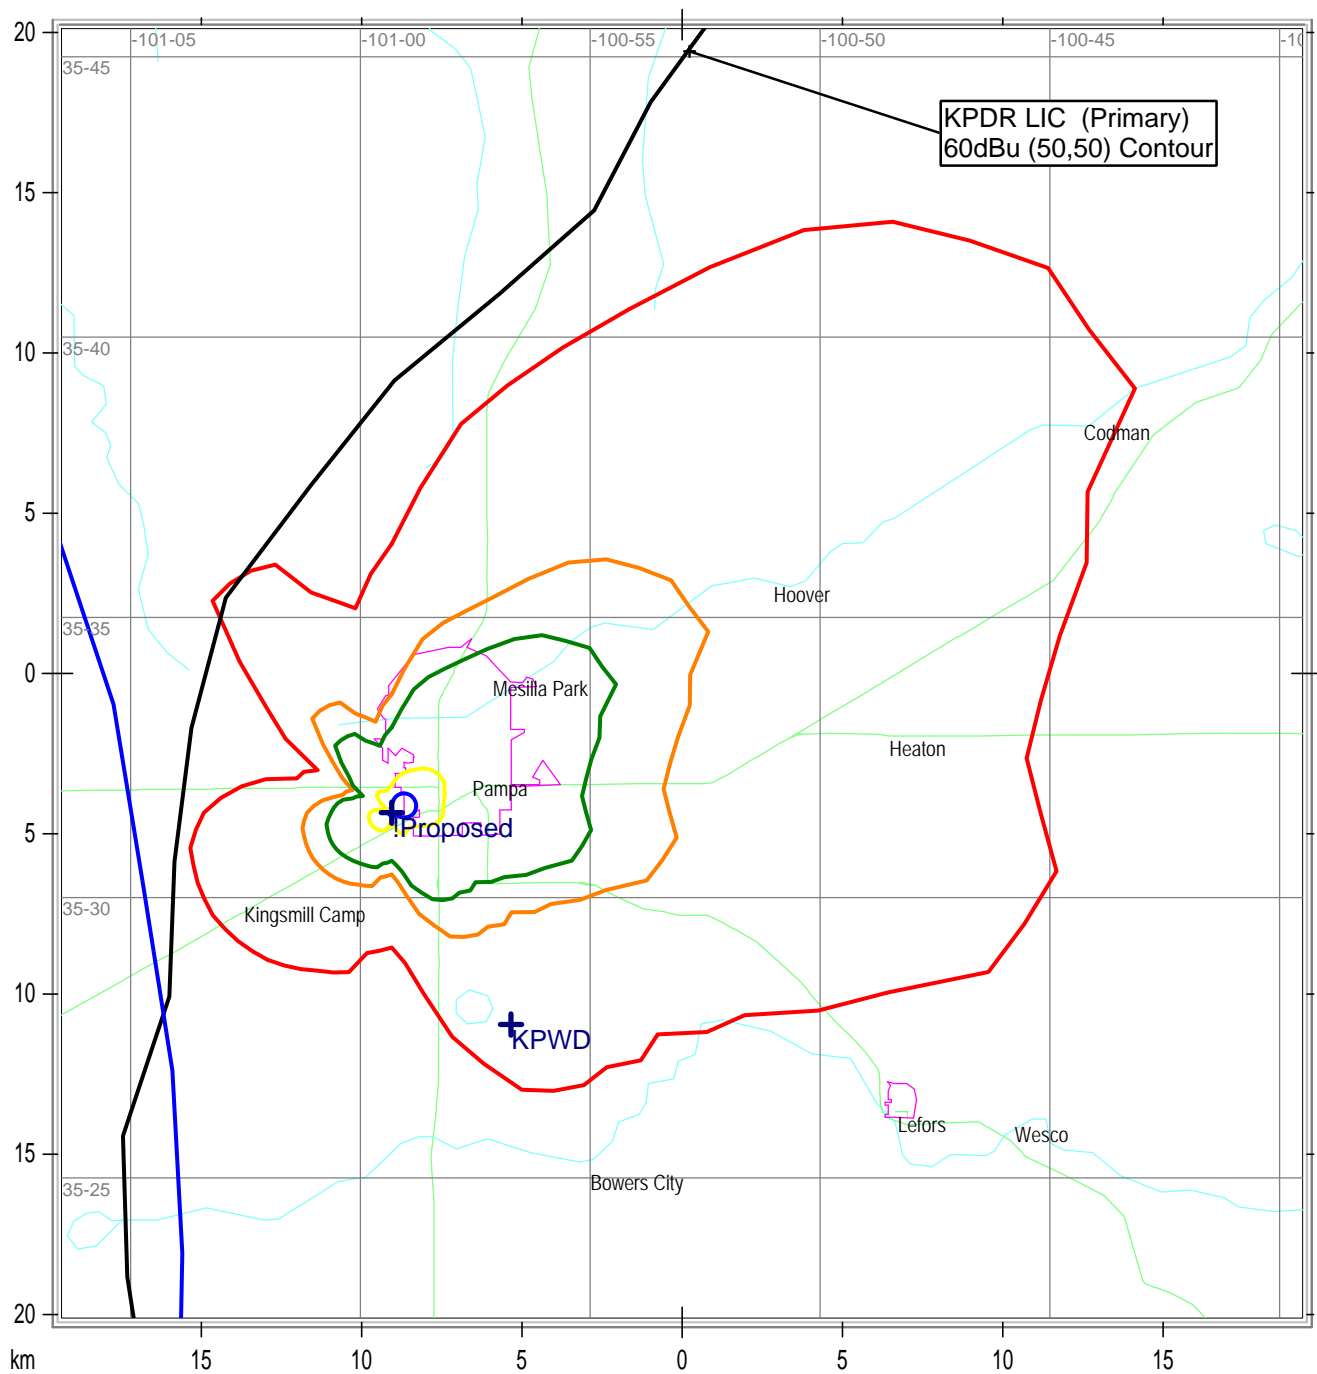 20
-101-05
-101-00
-100-55
-100-50
-100-45
35-45
KPDR LIC (Primary)
60dBu (50,50) Contour
15
10
35-40
Codman
5
Hoover
35-35
0
Mesilla Park
Heaton
Pampa
!Proposed
5
35-30
Kingsmill Camp
10
KPWD
Lefors
Wesco
15
Bowers City
35-25
20
km
15
10
5
0
5
10
15